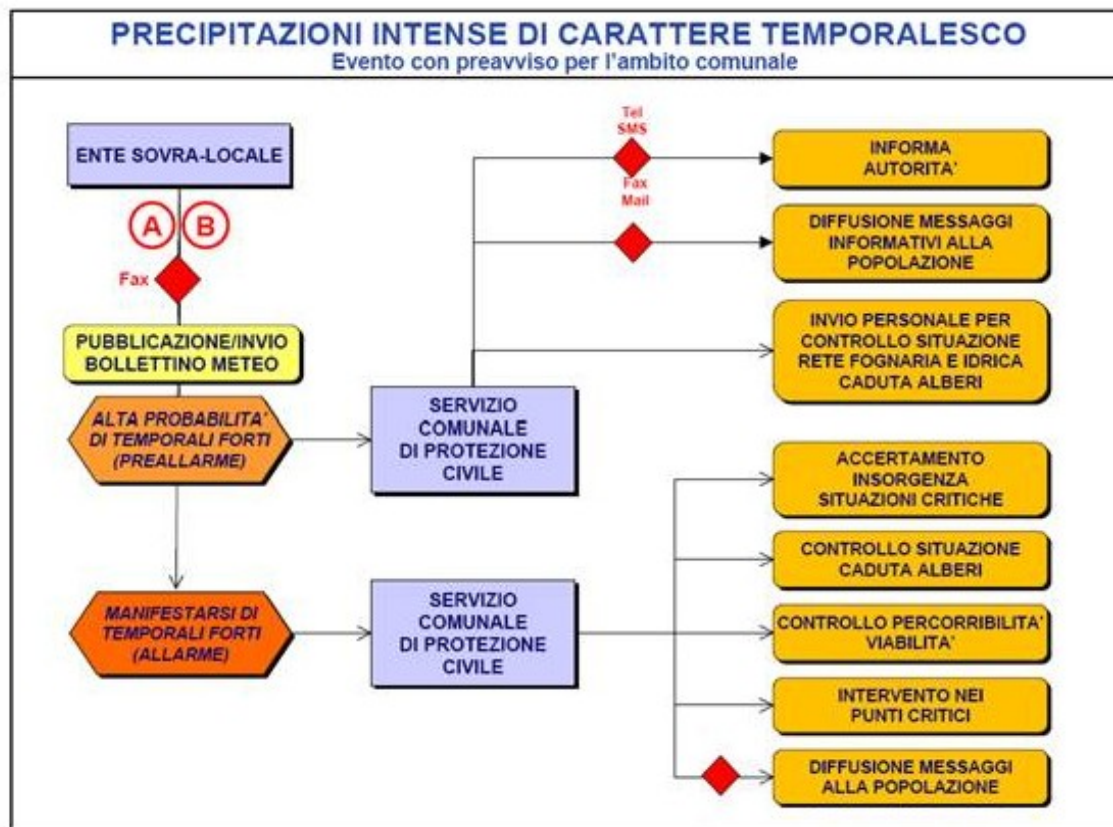 PRECIPITAZIONI INTENSE DI CARATTERE TEMPORALESCO
Evento con preavviso per l'ambito comunale
ENTE SOVRA-LOCALE
A B
Fax
PUBBLICAZIONE/INVIO
BOLLETTINO METEO
ALTA PROBABILITA'
DI TEMPORALI FORTI
(PREALLARME)
SERVIZIO
COMUNALE
DI PROTEZIONE
CIVILE
Tel
SMS
Fax
Mail
INFORMA
AUTORITA'
DIFFUSIONE MESSAGGI
INFORMATIVI ALLA
POPOLAZIONE
INVIO PERSONALE PER
CONTROLLO SITUAZIONE
RETE FOGNARIA E IDRICA
CADUTA ALBERI
MANIFESTARSI DI
TEMPORALI FORTI
(ALLARME)
SERVIZIO
COMUNALE
DI PROTEZIONE
CIVILE
ACCERTAMENTO
INSORGENZA
SITUAZIONI CRITICHE
CONTROLLO SITUAZIONE
CADUTA ALBERI
CONTROLLO PERCORRIBILITA'
VIABILITA'
INTERVENTO NEI
PUNTI CRITICI
DIFFUSIONE MESSAGGI
ALLA POPOLAZIONE